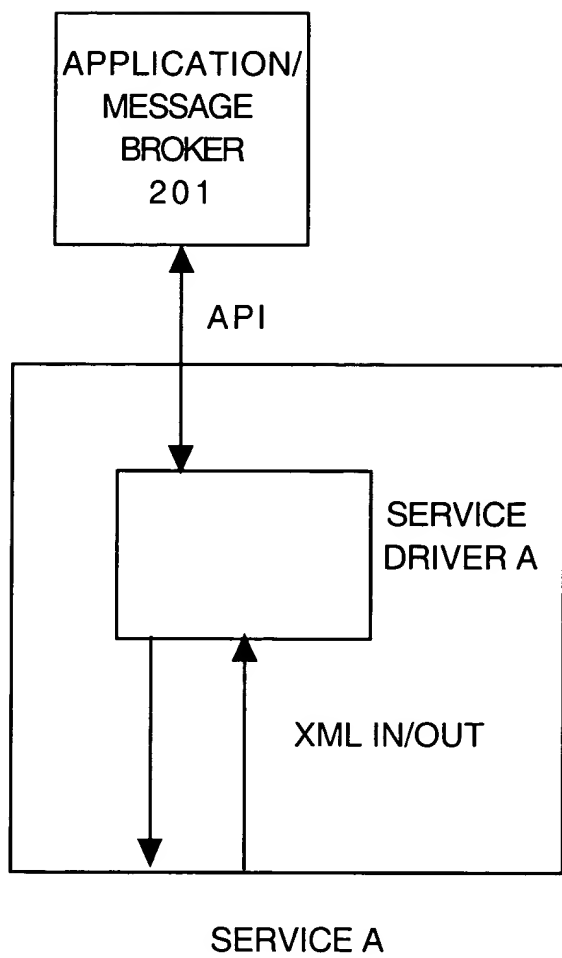 APPLICATION/
MESSAGE
BROKER
201
API
SERVICE
DRIVER A
XML IN/OUT
SERVICE A